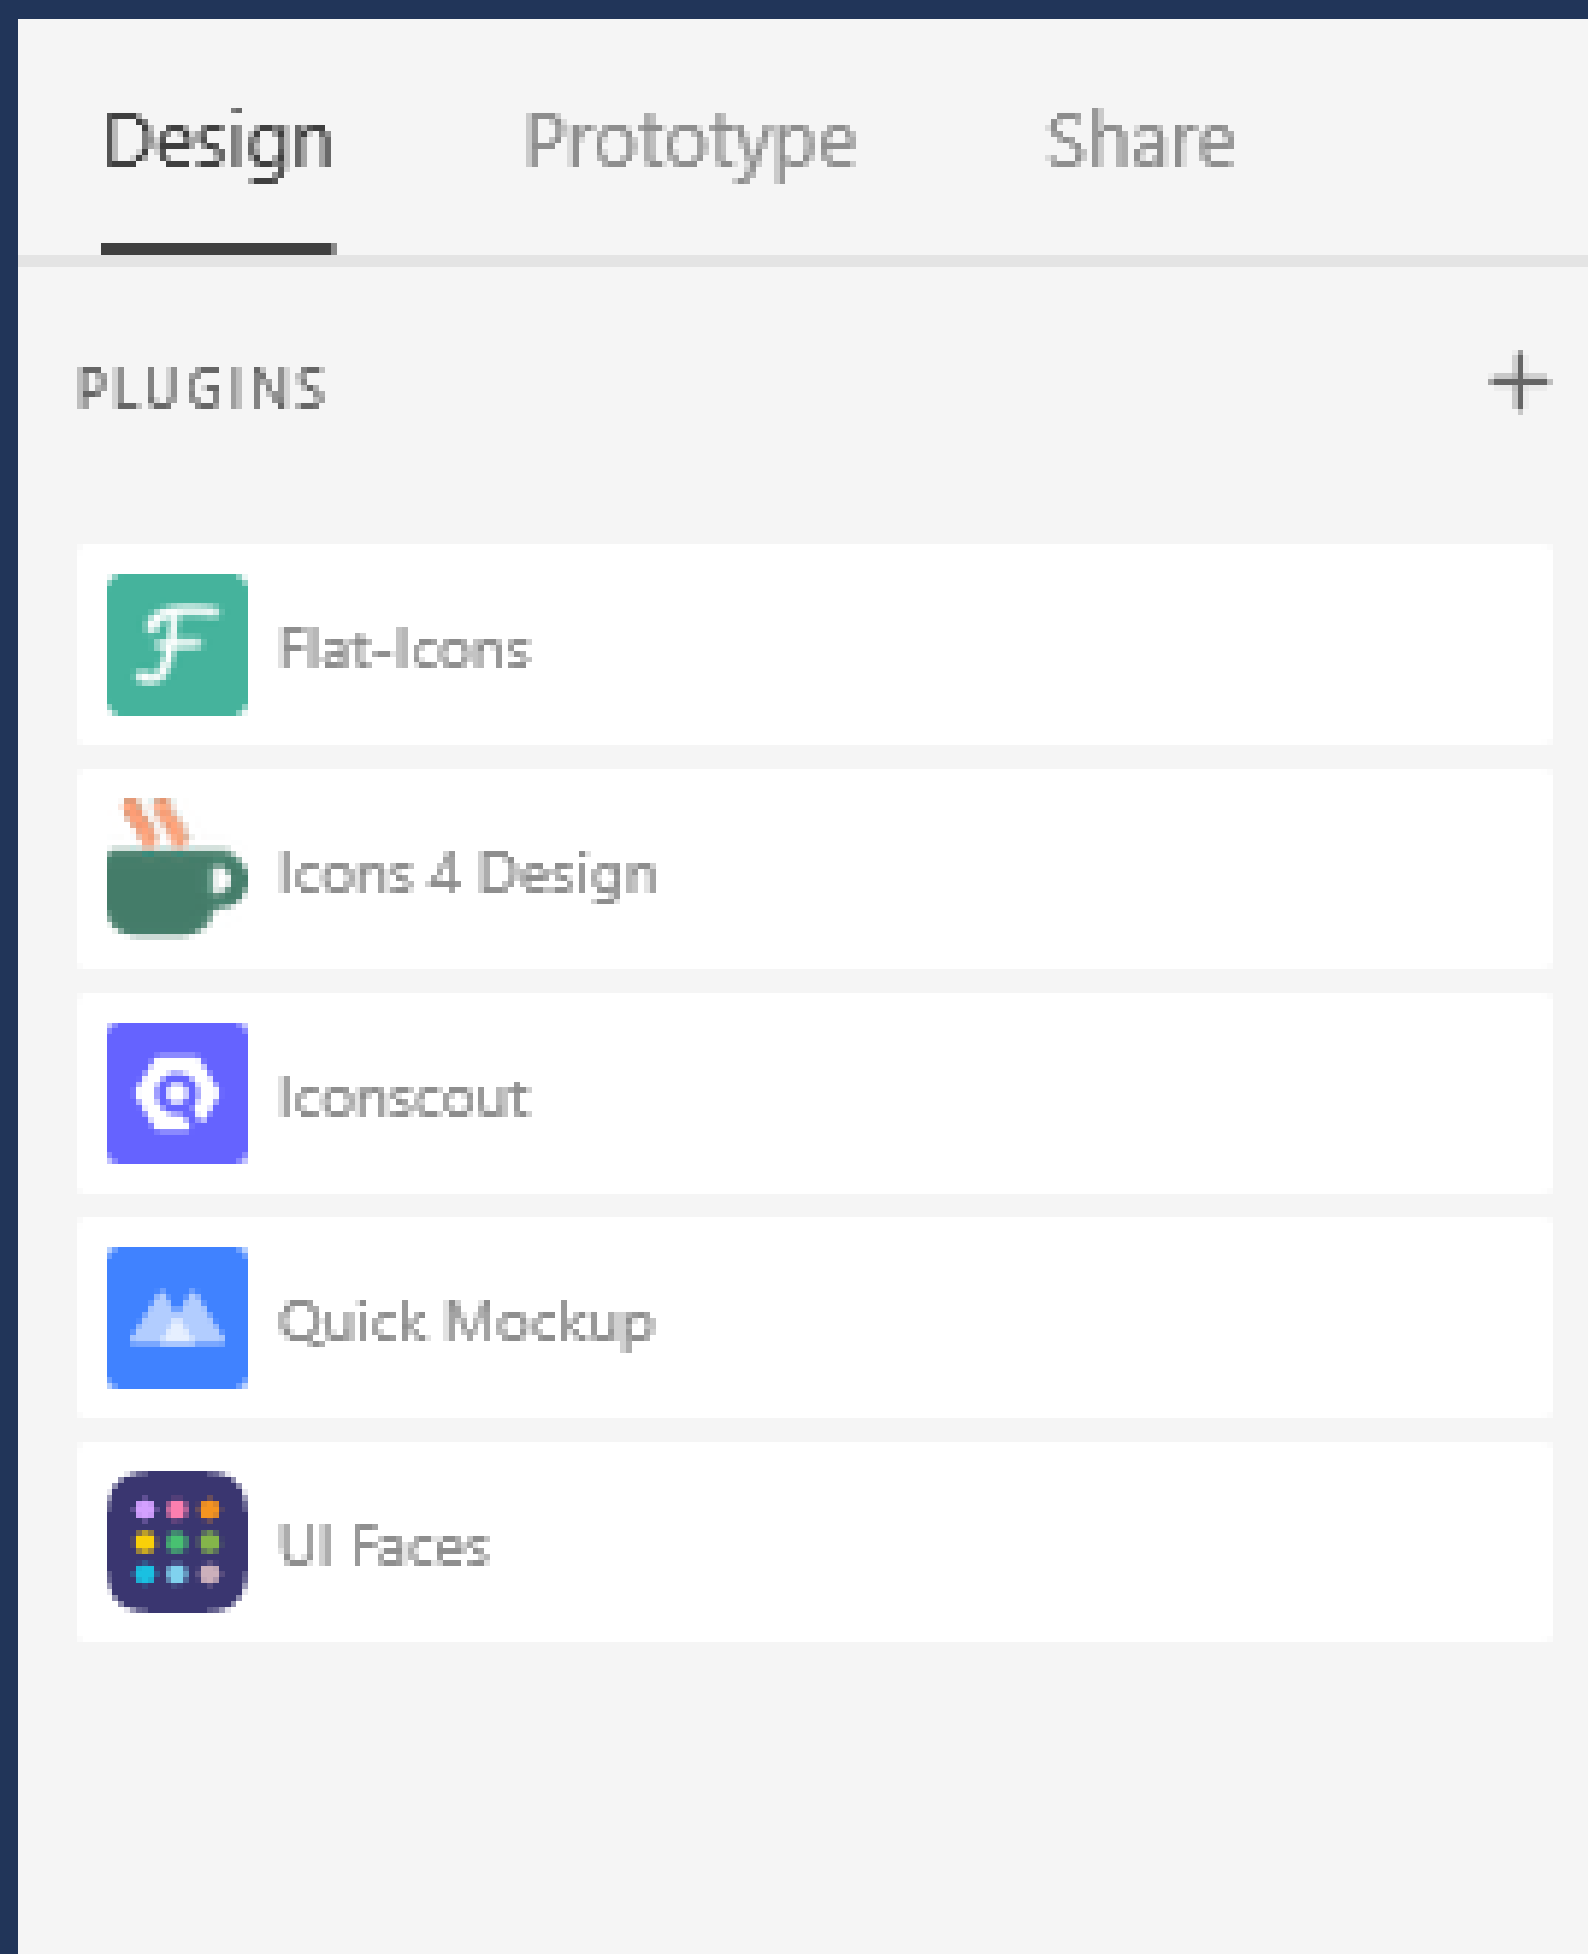 Design Prototype Share
PLUGINS +
F Flat-Icons
Icons 4 Design
Iconscout
Quick Mockup
UI Faces